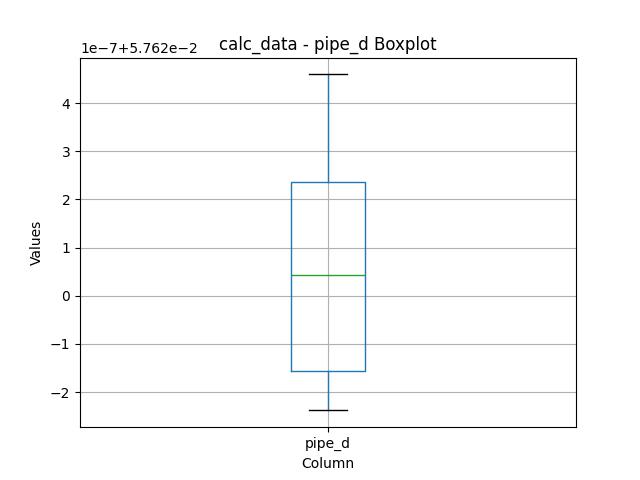 calc_data - pipe_d Boxplot
1e−7+5.762e−2
4
3
2
1
0
−1
−2
Values
pipe_d
Column